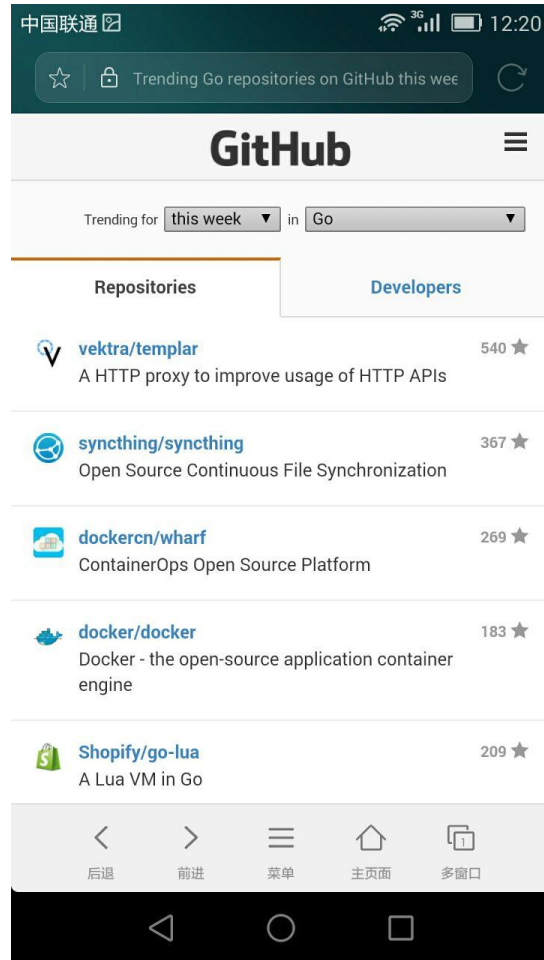 中国联通
3G
12:20
Trending Go repositories on GitHub this wee
GitHub
Trending for this week in Go
Repositories Developers
vektra/templar 540
A HTTP proxy to improve usage of HTTP APIs
syncthing/syncthing 367
Open Source Continuous File Synchronization
dockercn/wharf 269
ContainerOps Open Source Platform
docker/docker 183
Docker - the open-source application container
engine
Shopify/go-lua 209
A Lua VM in Go
1
后退 前进 菜单 主页面 多窗口